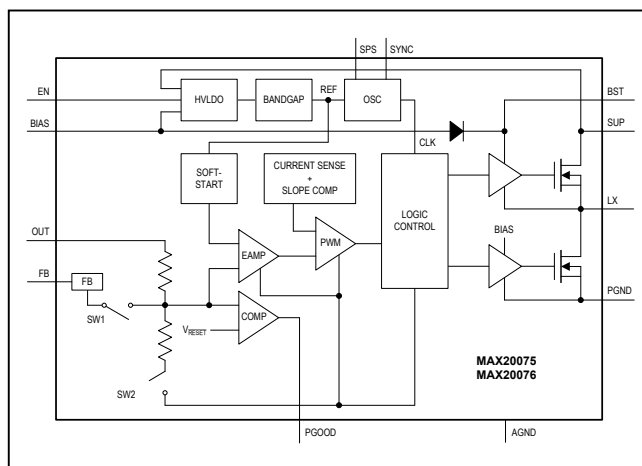 SPS SYNC
EN
HVLDO
BANDGAP
REF
OSC
BST
BIAS
SUP
CLK
SOFT-
START
CURRENT SENSE
+
SLOPE COMP
LOGIC
CONTROL
LX
OUT
EAMP
PWM
BIAS
FB
FB
PGND
SW1
COMP
VRESET
MAX20075
MAX20076
SW2
PGOOD
AGND